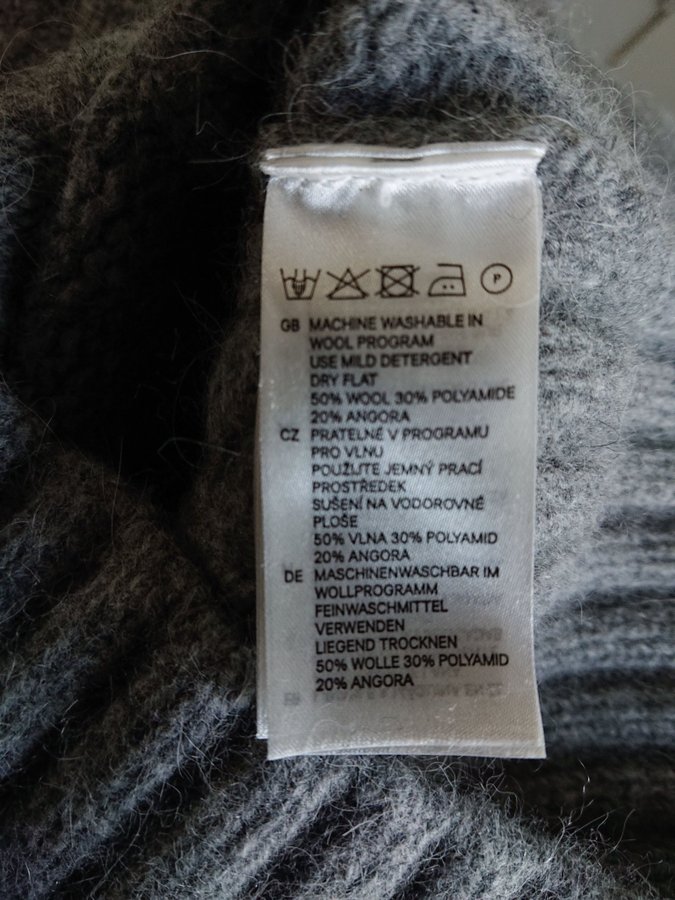 P
GB MACHINE WASHABLE IN
WOOL PROGRAM
USE MILD DETERGENT
DRY FLAT
50% WOOL 30% POLYAMIDE
20% ANGORA
CZ PRATELNÉ V PROGRAMU
PRO VLNU
POUŽIJTE JEMNÝ PRACÍ
PROSTŘEDEK
SUŠENÍ NA VODOROVNÉ
PLOŠE
50% VLNA 30% POLYAMID
20% ANGORA
DE MASCHINENWASCHBAR IM
WOLLPROGRAMM
FEINWASCHMITTEL
VERWENDEN
LIEGEND TROCKNEN
50% WOLLE 30% POLYAMID
20% ANGORA